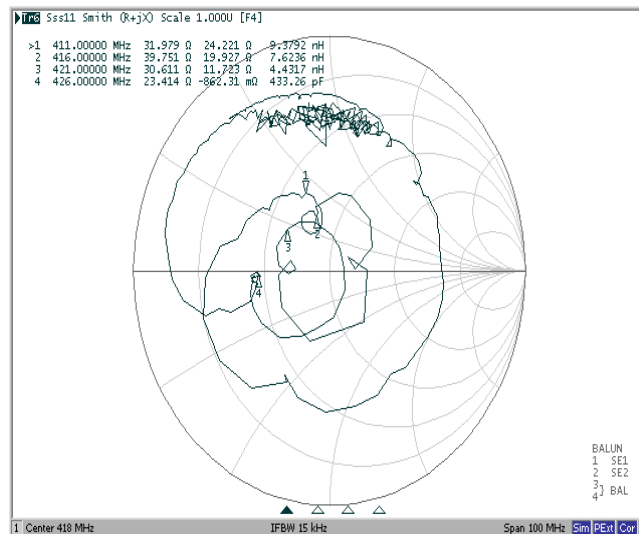 Tr6 Sss11 Smith (R+jX) Scale 1.000U [F4]
>1 411.00000 MHz 31.979 Ω 24.221 Ω 9.3792 nH
2 416.00000 MHz 39.751 Ω 19.927 Ω 7.6236 nH
3 421.00000 MHz 30.611 Ω 11.723 Ω 4.4317 nH
4 426.00000 MHz 23.414 Ω -862.31 mΩ 433.26 pF
1
2
3
4
BALUN
1 SE1
2 SE2
3
4} BAL
1 Center 418 MHz IFBW 15 kHz Span 100 MHz Sim PExt Cor